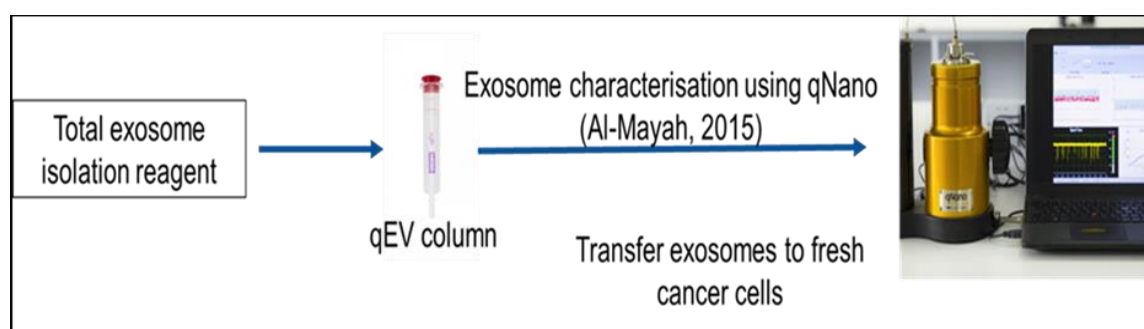 Total exosome
isolation reagent
qEV column
Exosome characterisation using qNano
(Al-Mayah, 2015)
Transfer exosomes to fresh
cancer cells
qNano